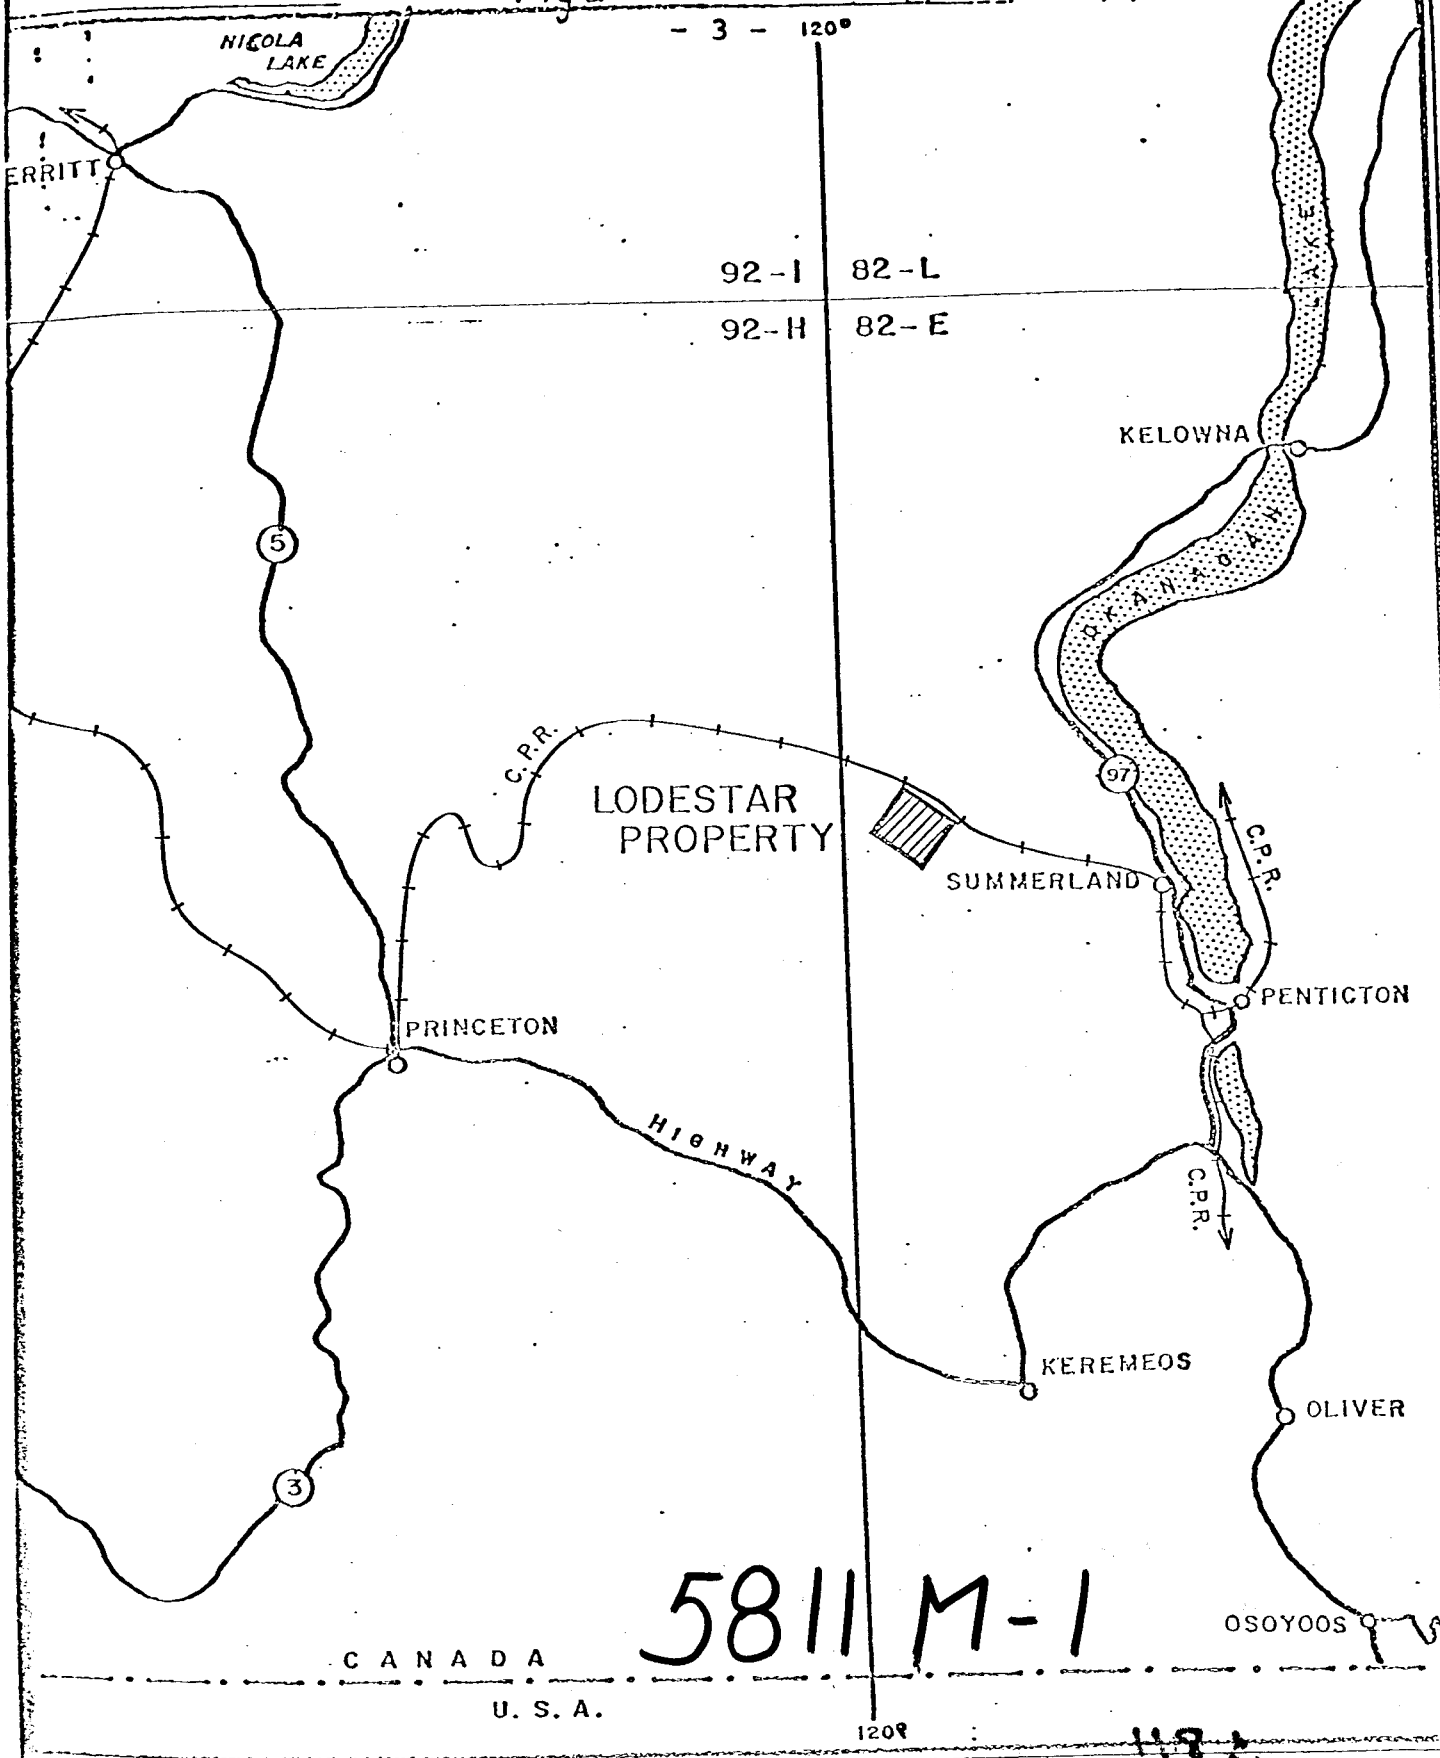 - 3 -
120°
NICOLA
LAKE
ERRITT
92-I 82-L
92-H 82-E
LAKE
KELOWNA
5
OKANAGAN
C.P.R.
97
LODESTAR
PROPERTY
C.P.R.
SUMMERLAND
PENTICTON
PRINCETON
HIGHWAY
C.P.R.
KEREMEOS
OLIVER
3
5811 M-1
OSOYOOS
CANADA
U.S.A.
120°